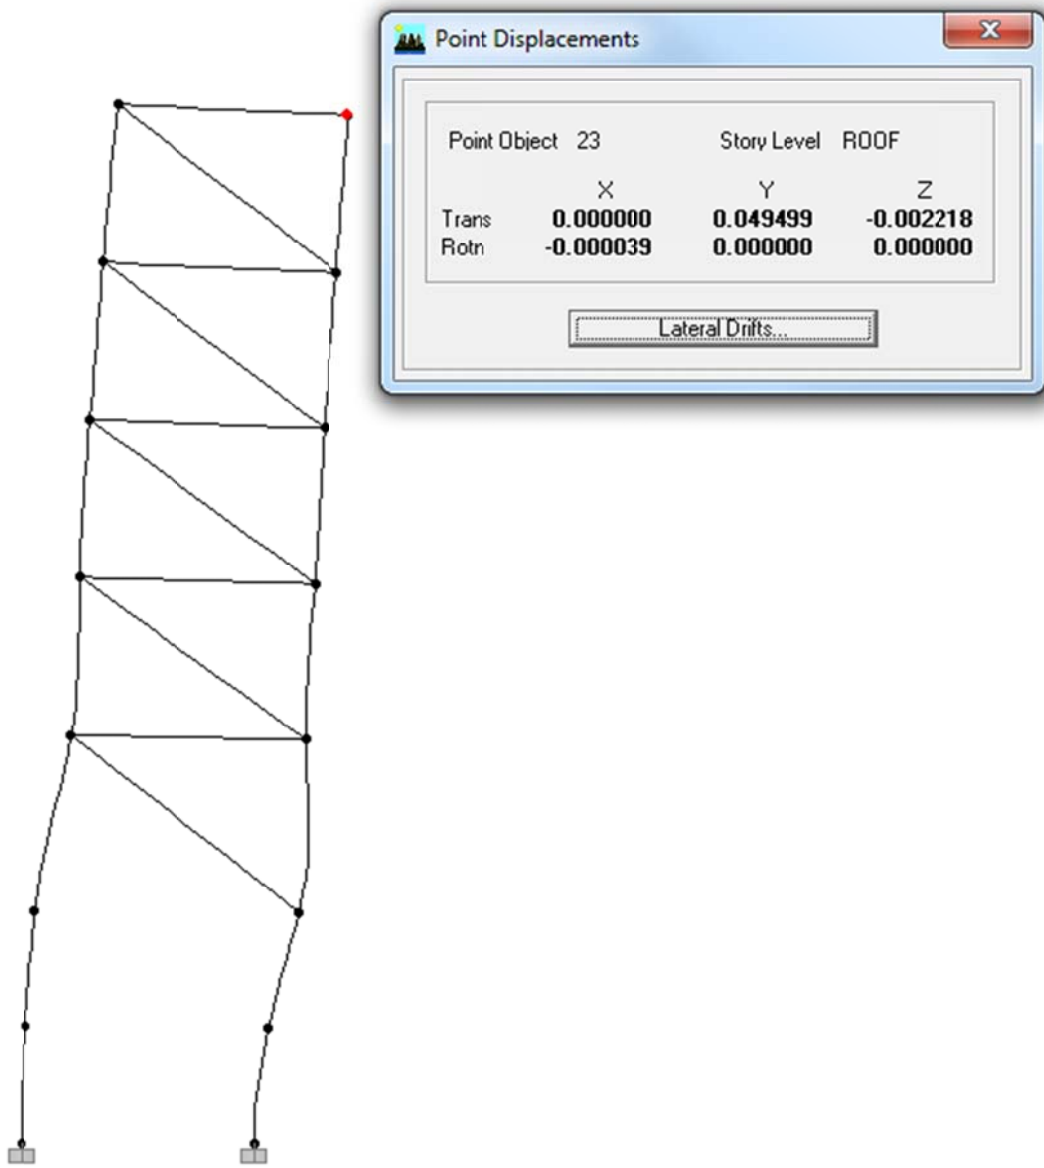 Point Displacements
Point Object 23 Story Level ROOF
X Y Z
Trans 0.000000 0.049499 -0.002218
Rotn -0.000039 0.000000 0.000000
Lateral Drifts...